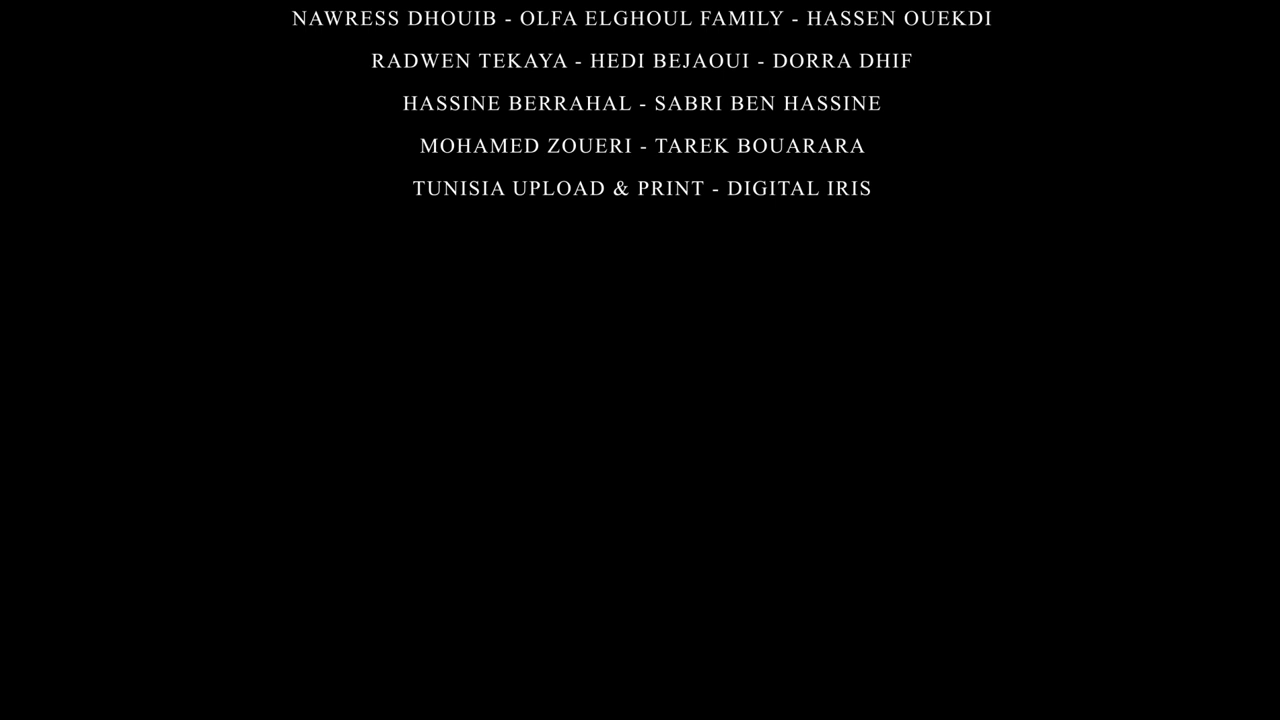 NAWRESS DHOUIB - OLFA ELGHOUL FAMILY - HASSEN OUEKDI
RADWEN TEKAYA - HEDI BEJAOUI - DORRA DHIF
HASSINE BERRAHAL - SABRI BEN HASSINE
MOHAMED ZOUERI - TAREK BOUARARA
TUNISIA UPLOAD & PRINT - DIGITAL IRIS